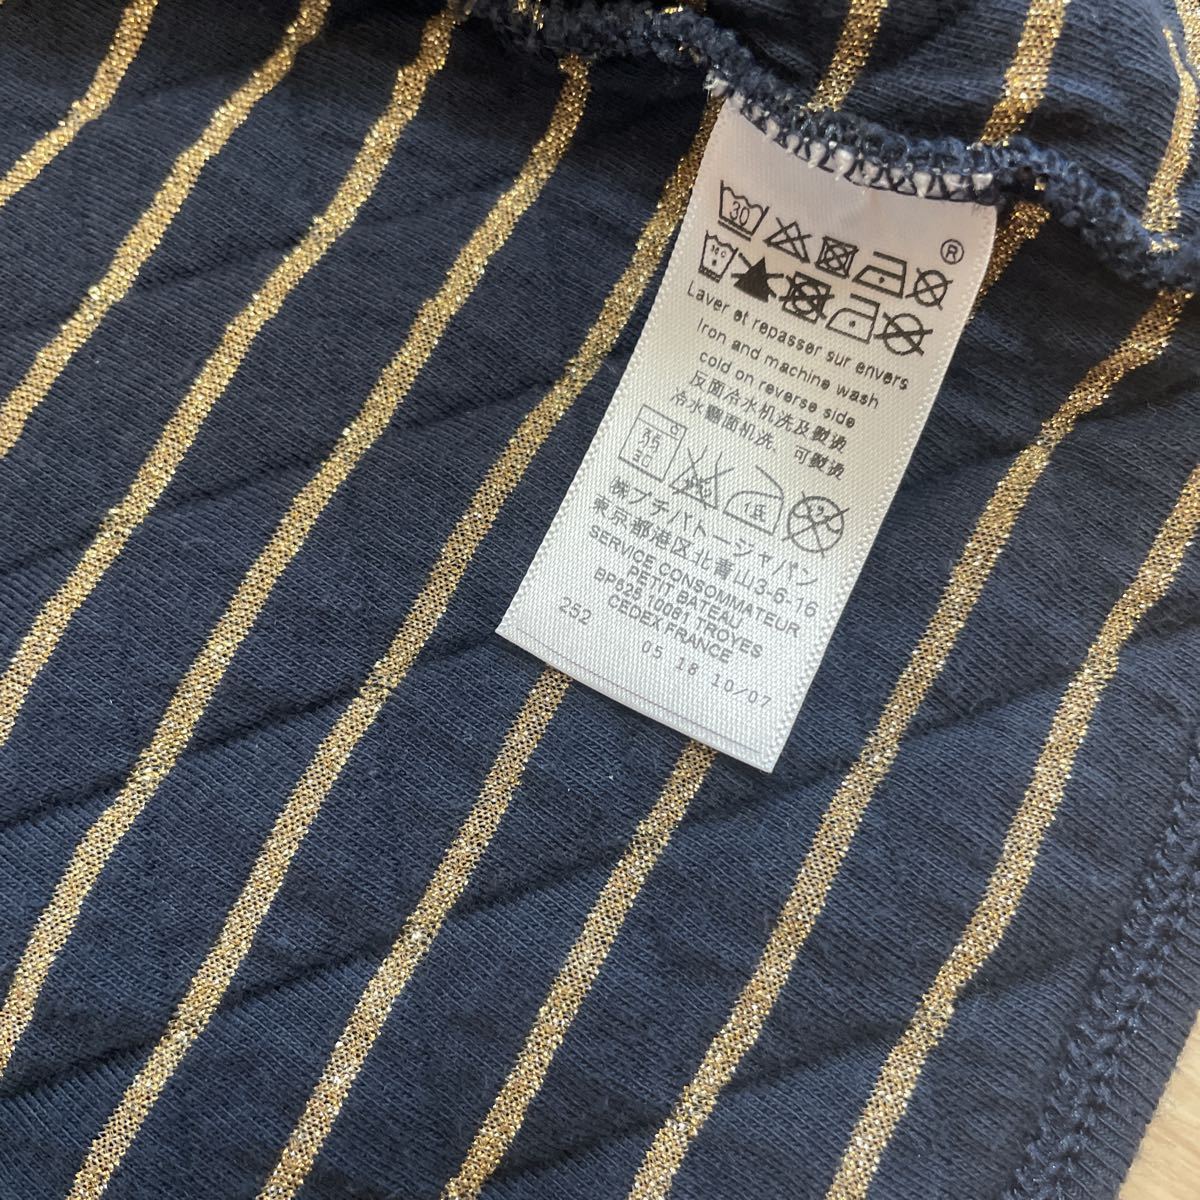 30
®
30°C
Laver et repasser sur envers
Iron and machine wash
cold on reverse side
反面冷水机洗及熨烫
冷水翻面机洗、可熨烫
低
㈱プチバトージャパン
東京都港区北青山3-6-16
SERVICE CONSOMMATEUR
PETIT BATEAU
BP525 10081 TROYES
CEDEX FRANCE
252 05 18 10/07